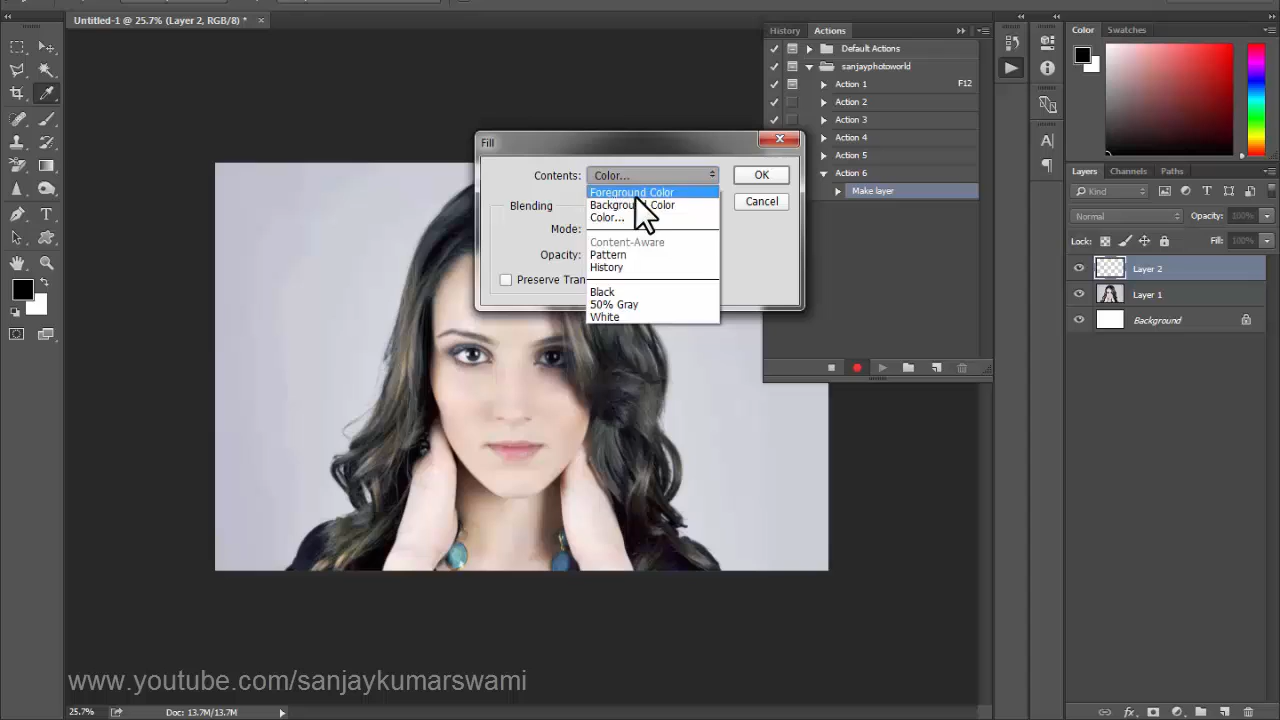 Untitled-1 @ 25.7% (Layer 2, RGB/8) *
History
Actions
Default Actions
sanjayphotoworld
Action 1
F12
Action 2
Action 3
Action 4
Action 5
Action 6
Make layer
Fill
Contents:
Color...
OK
Cancel
Foreground Color
Background Color
Color...
Content-Aware
Pattern
History
Black
50% Gray
White
Blending
Mode:
Opacity:
Preserve Tran
Color
Swatches
Layers
Channels
Paths
Kind
Normal
Opacity:
100%
Lock:
Fill:
100%
Layer 2
Layer 1
Background
www.youtube.com/sanjaykumarswami
25.7%
Doc: 13.7M/13.7M